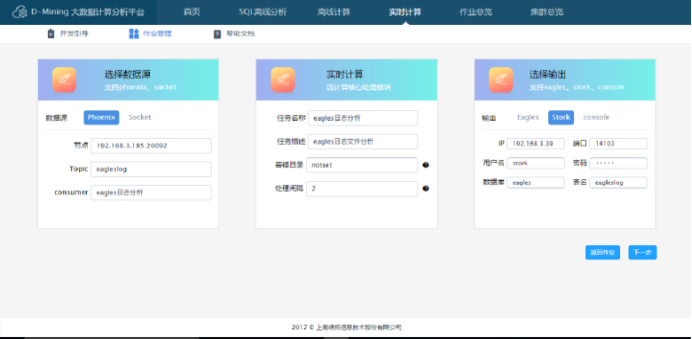 D-Mining 大数据计算分析平台 首页 SQL离线分析 离线计算 实时计算 作业总览 集群总览
开发引导 作业管理 帮助文档
选择数据源
支持phoenix、socket
数据源 Phoenix Socket
节点 192.168.3.185:20092
Topic eagleslog
consumer eagles日志分析
实时计算
流计算核心处理模块
任务名称 eagles日志分析
任务描述 eagles日志文件分析
容错目录 notset
处理间隔 2
选择输出
支持eagles、stork、console
输出 Eagles Stork console
IP 192.168.3.39 端口 14103
用户名 stork 密码 ·····
数据库 eagles 表名 eagleslog
返回作业 下一步
2017 © 上海德拓信息技术股份有限公司